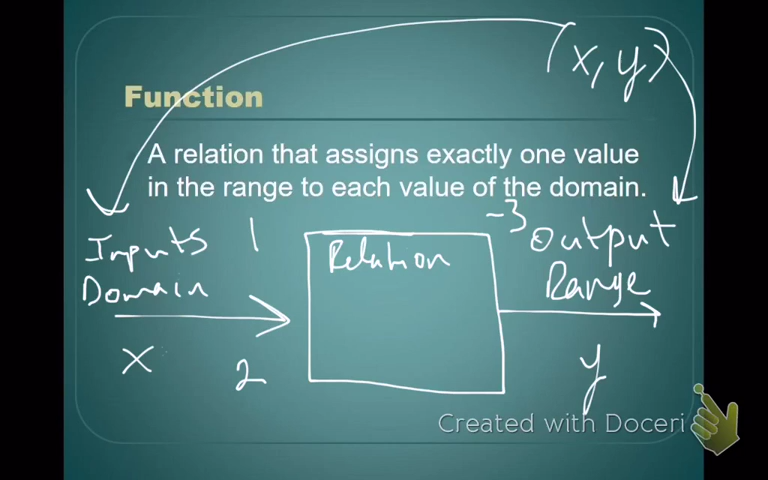 (x, y)
Function
A relation that assigns exactly one value
in the range to each value of the domain.
Inputs 1 Relation -3 Output
Domain Range
x 2 y
Created with Doceri